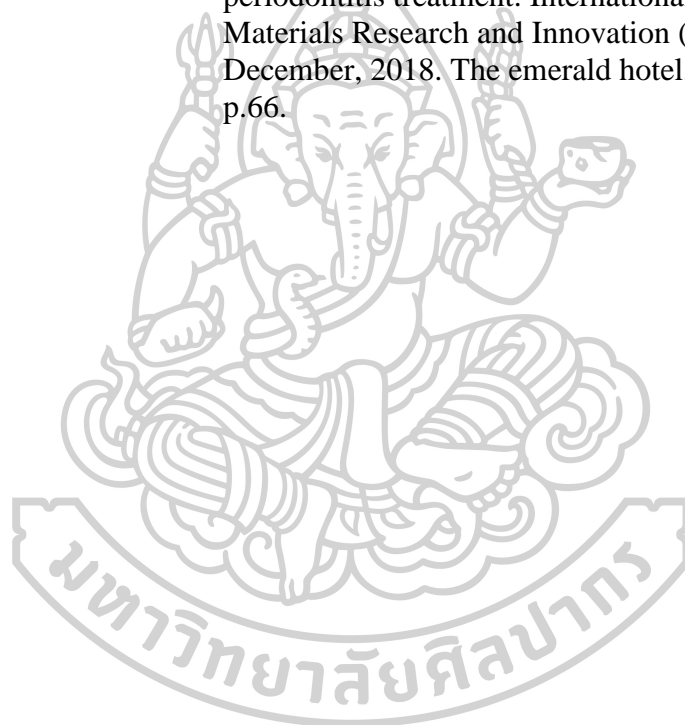 periodontitis treatment. International
Materials Research and Innovation (
December, 2018. The emerald hotel
p.66.
มหาวิทยาลัยศิลปากร